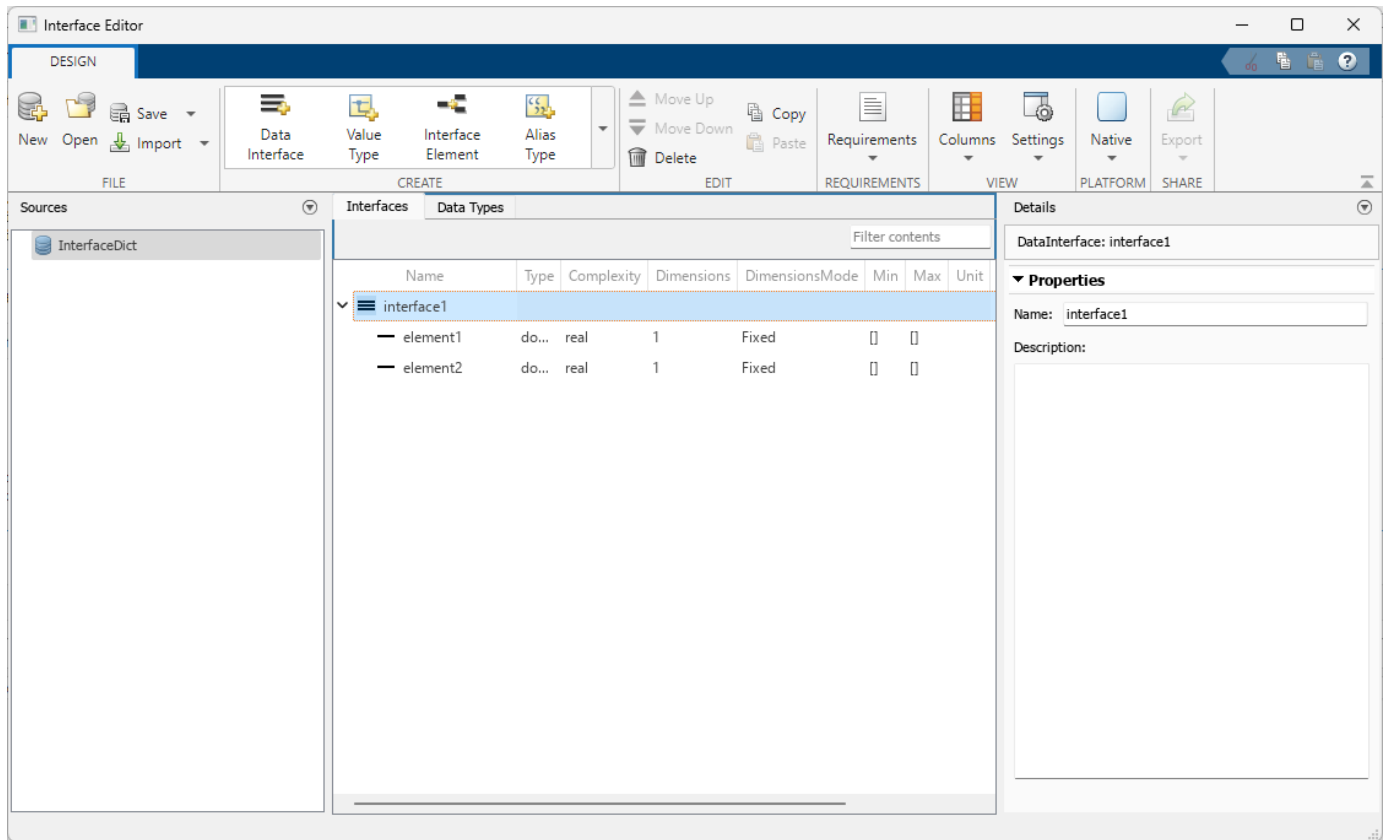 Interface Editor
DESIGN
New
Open
Save
Import
FILE
Data
Interface
Value
Type
Interface
Element
Alias
Type
CREATE
Move Up
Move Down
Delete
Copy
Paste
EDIT
Requirements
REQUIREMENTS
Columns
Settings
VIEW
Native
PLATFORM
Export
SHARE
Sources
InterfaceDict
Interfaces Data Types
Filter contents
Name Type Complexity Dimensions DimensionsMode Min Max Unit
interface1
element1 do... real 1 Fixed [] []
element2 do... real 1 Fixed [] []
Details
DataInterface: interface1
Properties
Name: interface1
Description: